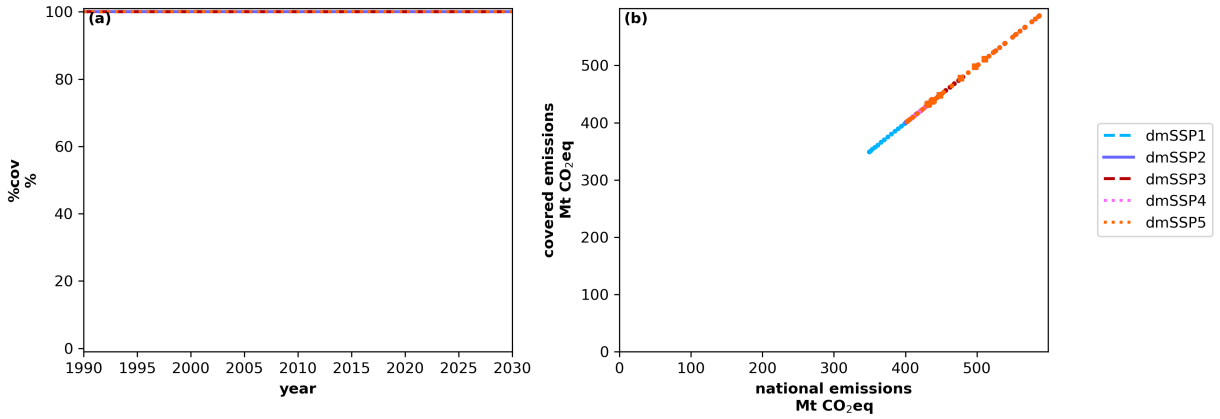 (a)
100
80
60
40
20
0
%cov
%
1990 1995 2000 2005 2010 2015 2020 2025 2030
year
(b)
500
400
300
200
100
0
covered emissions
Mt CO₂eq
0 100 200 300 400 500
national emissions
Mt CO₂eq
dmSSP1
dmSSP2
dmSSP3
dmSSP4
dmSSP5